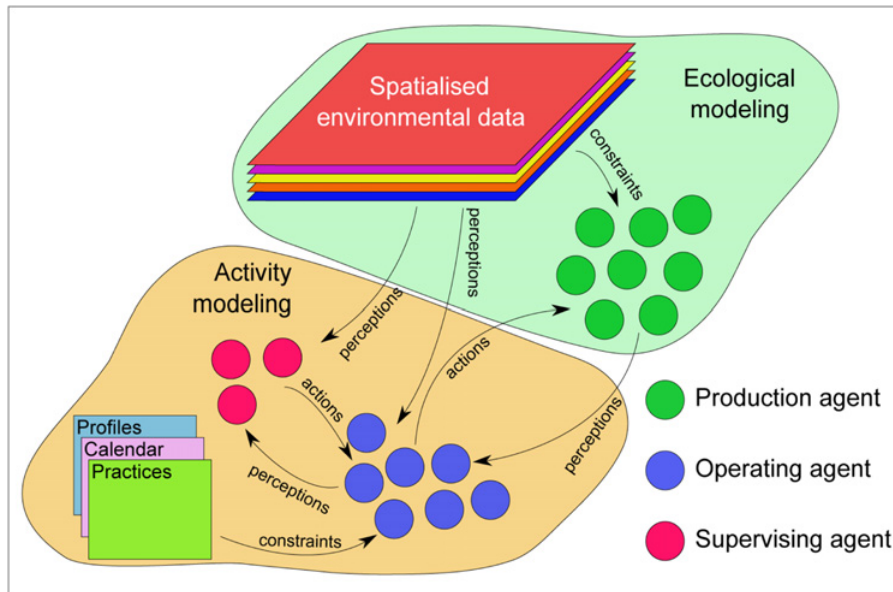 Spatialised
environmental data
Ecological
modeling
constraints
perceptions
perceptions
Activity
modeling
actions
actions
perceptions
perceptions
Profiles
Calendar
Practices
constraints
Production agent
Operating agent
Supervising agent